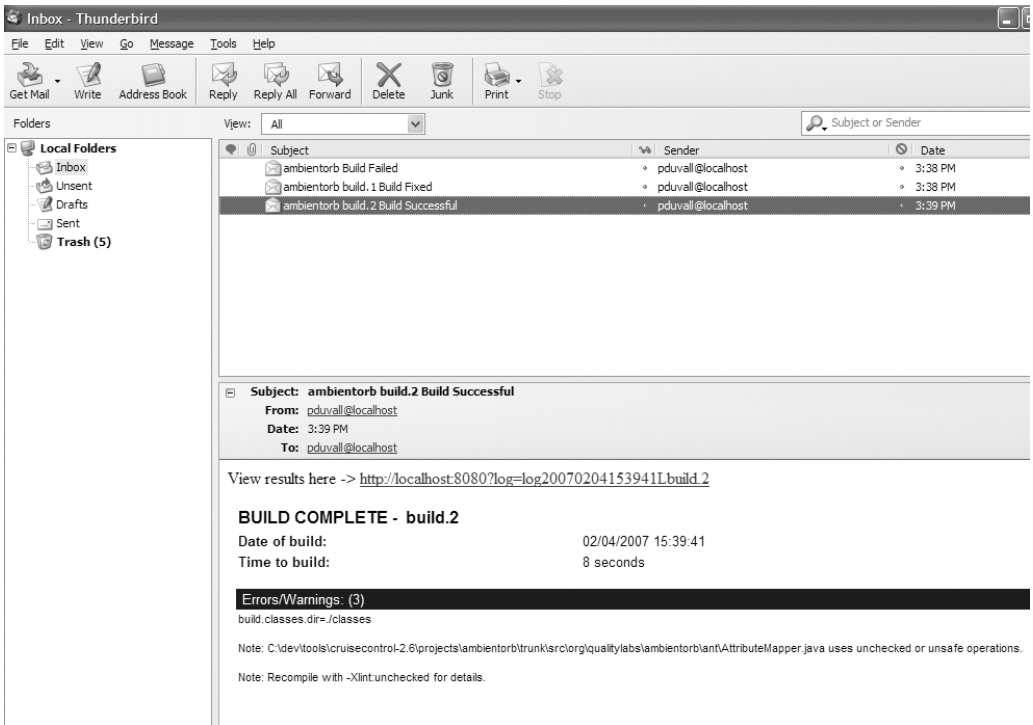 Inbox - Thunderbird
File Edit View Go Message Tools Help
Get Mail Write Address Book Reply Reply All Forward Delete Junk Print Stop
Folders View: All Subject or Sender
Local Folders
Inbox
Unsent
Drafts
Sent
Trash (5)
Subject Sender Date
ambientorb Build Failed pduvall@localhost 3:38 PM
ambientorb build.1 Build Fixed pduvall@localhost 3:38 PM
ambientorb build.2 Build Successful pduvall@localhost 3:39 PM
Subject: ambientorb build.2 Build Successful
From: pduvall@localhost
Date: 3:39 PM
To: pduvall@localhost
View results here -> http://localhost:8080?log=log20070204153941Lbuild.2
BUILD COMPLETE - build.2
Date of build: 02/04/2007 15:39:41
Time to build: 8 seconds
Errors/Warnings: (3)
build.classes.dir=./classes
Note: C:\dev\tools\cruisecontrol-2.6\projects\ambientorb\trunk\src\org\qualitylabs\ambientorb\ant\AttributeMapper.java uses unchecked or unsafe operations.
Note: Recompile with -Xlint:unchecked for details.